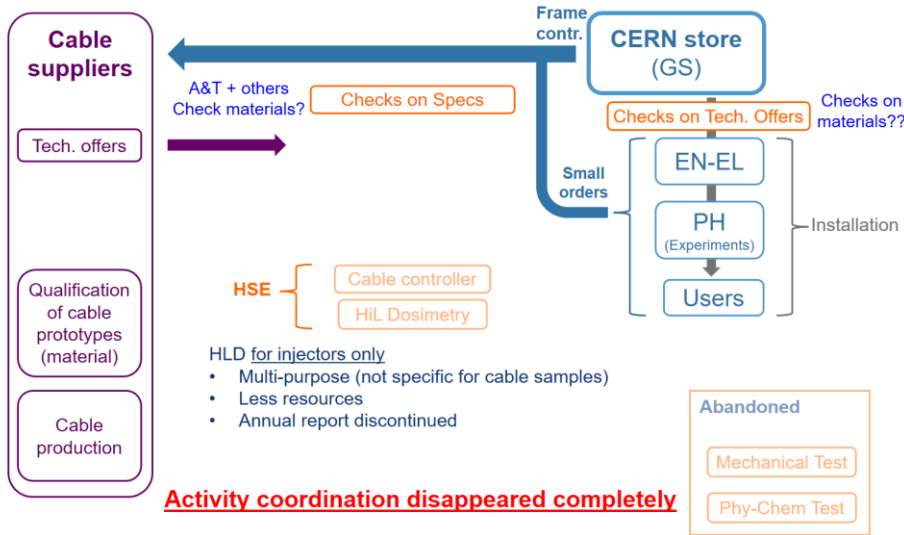 Cable
suppliers
Tech. offers
Qualification
of cable
prototypes
(material)
Cable
production
Frame
contr.
CERN store
(GS)
A&T + others
Check materials?
Checks on Specs
Checks on Tech. Offers
Checks on
materials??
Small
orders
EN-EL
PH
(Experiments)
Users
Installation
HSE
Cable controller
HiL Dosimetry
HLD for injectors only
• Multi-purpose (not specific for cable samples)
• Less resources
• Annual report discontinued
Abandoned
Mechanical Test
Phy-Chem Test
Activity coordination disappeared completely